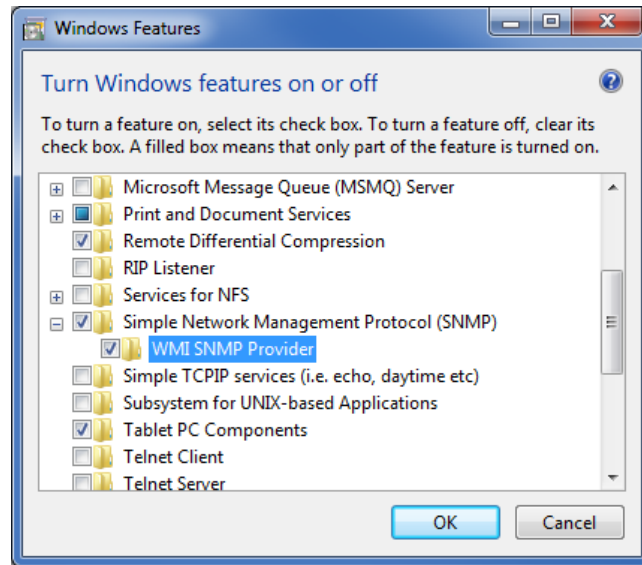 Windows Features
Turn Windows features on or off
To turn a feature on, select its check box. To turn a feature off, clear its
check box. A filled box means that only part of the feature is turned on.
Microsoft Message Queue (MSMQ) Server
Print and Document Services
Remote Differential Compression
RIP Listener
Services for NFS
Simple Network Management Protocol (SNMP)
WMI SNMP Provider
Simple TCPIP services (i.e. echo, daytime etc)
Subsystem for UNIX-based Applications
Tablet PC Components
Telnet Client
Telnet Server
OK Cancel